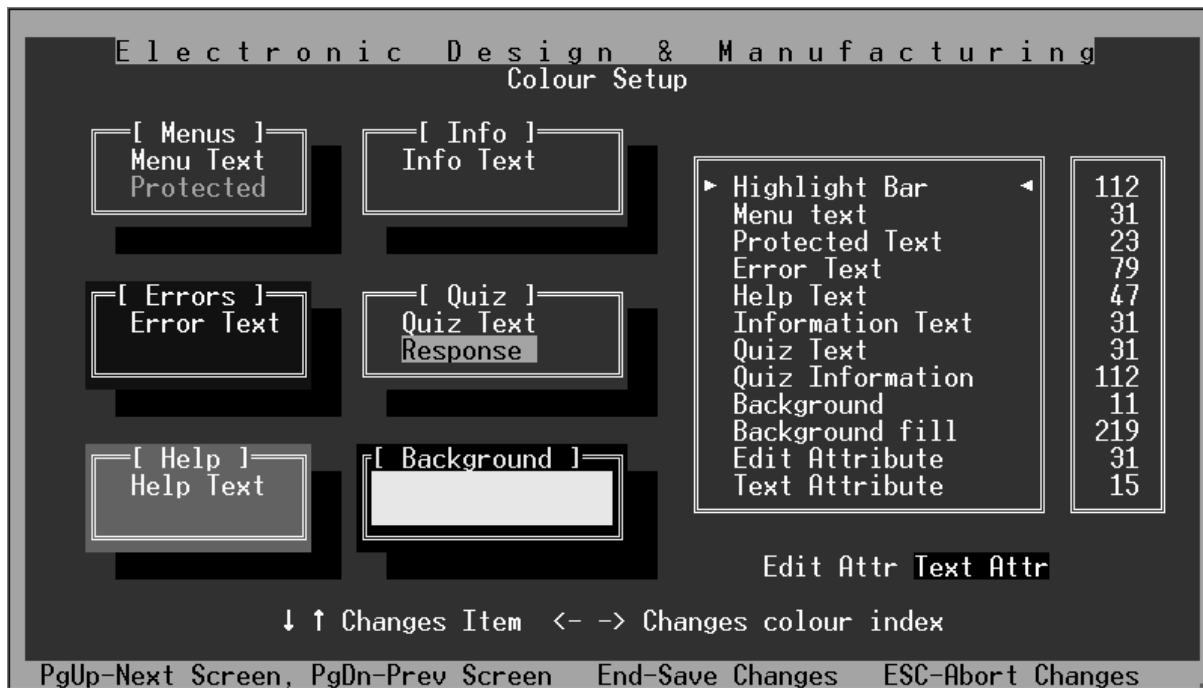 Electronic Design & Manufacturing
Colour Setup
[ Menus ]
Menu Text
Protected
[ Info ]
Info Text
[ Errors ]
Error Text
[ Quiz ]
Quiz Text
Response
[ Help ]
Help Text
[ Background ]
► Highlight Bar ◄ 112
Menu text 31
Protected Text 23
Error Text 79
Help Text 47
Information Text 31
Quiz Text 31
Quiz Information 112
Background 11
Background fill 219
Edit Attribute 31
Text Attribute 15
Edit Attr Text Attr
↓ ↑ Changes Item <- -> Changes colour index
PgUp-Next Screen, PgDn-Prev Screen End-Save Changes ESC-Abort Changes